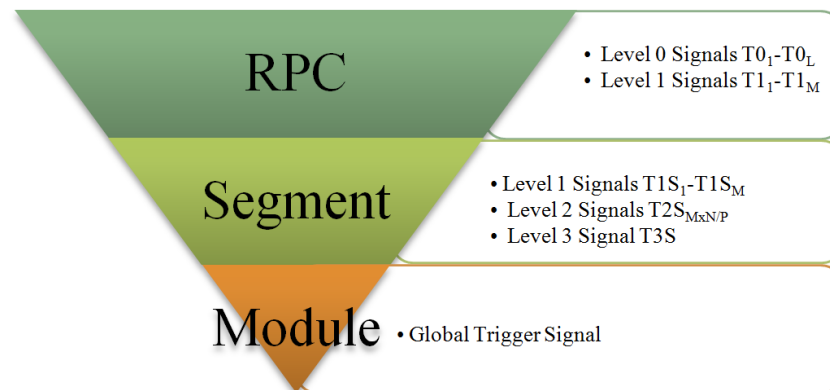 RPC
• Level 0 Signals T0₁-T0L
• Level 1 Signals T1₁-T1M
Segment
• Level 1 Signals T1S₁-T1SM
• Level 2 Signals T2SMxN/P
• Level 3 Signal T3S
Module
• Global Trigger Signal